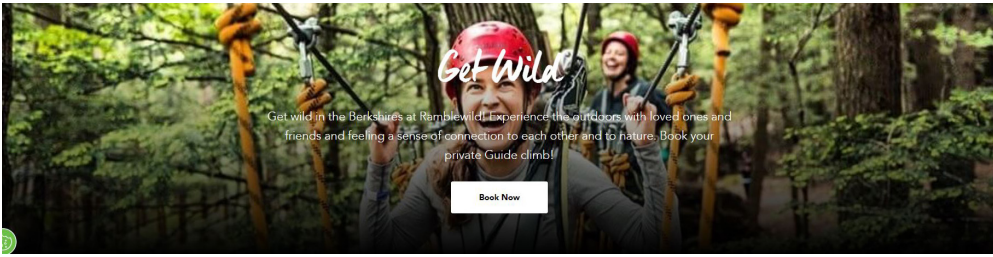 Get Wild
Get wild in the Berkshires at Ramblewild! Experience the outdoors with loved ones and
friends and feeling a sense of connection to each other and to nature. Book your
private Guide climb!
Book Now